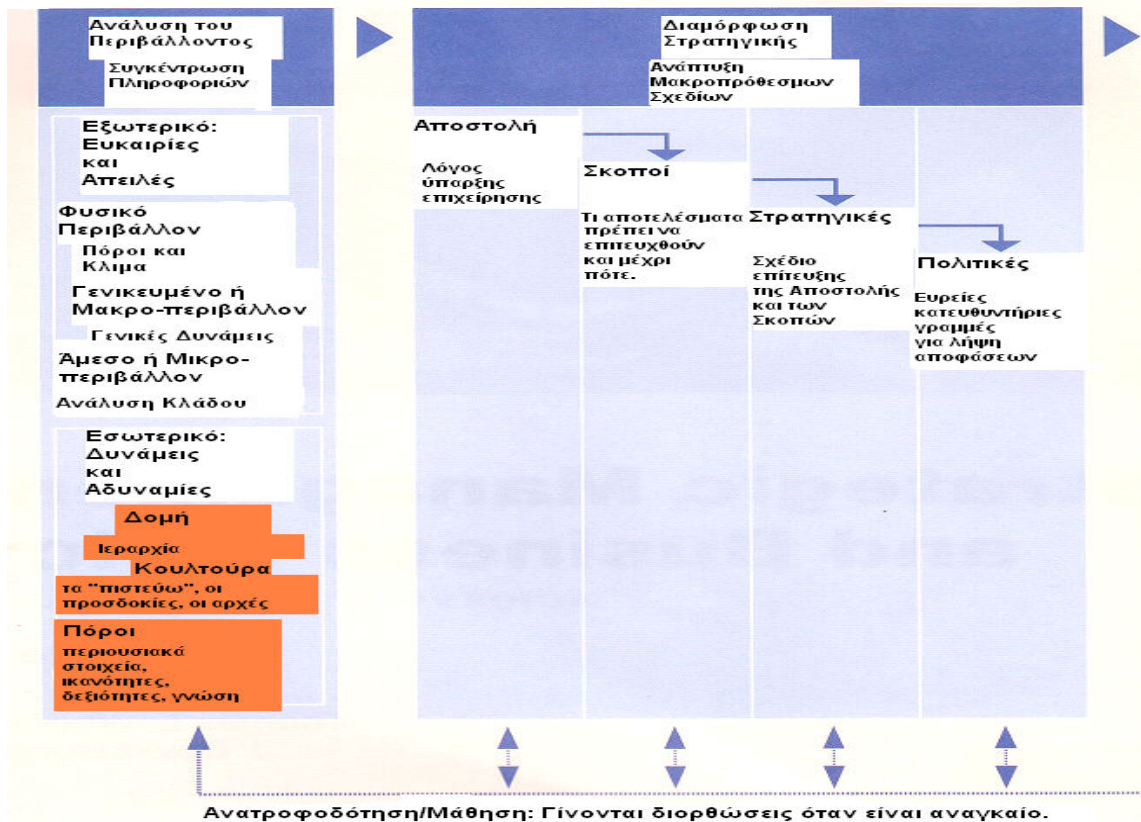 Ανάλυση του
Περιβάλλοντος
Συγκέντρωση
Πληροφοριών
Εξωτερικό:
Ευκαιρίες
και
Απειλές
Φυσικό
Περιβάλλον
Πόροι και
Κλιμα
Γενικευμένο ή
Μακρο-περιβάλλον
Γενικές Δυνάμεις
Άμεσο ή Μικρο-
περιβάλλον
Ανάλυση Κλάδου
Εσωτερικό:
Δυνάμεις
και
Αδυναμίες
Δομή
Ιεραρχία
Κουλτούρα
τα "πιστεύω", οι
προσδοκίες, οι αρχές
Πόροι
περιουσιακά
στοιχεία,
ικανότητες,
δεξιότητες, γνώση
Διαμόρφωση
Στρατηγικής
Ανάπτυξη
Μακροπρόθεσμων
Σχεδίων
Αποστολή
Λόγος
ύπαρξης
επιχείρησης
Σκοποί
Τι αποτελέσματα
πρέπει να
επιτευχθούν
και μέχρι
πότε.
Στρατηγικές
Σχέδιο
επίτευξης
της Αποστολής
και των
Σκοπών
Πολιτικές
Ευρείες
κατευθυντήριες
γραμμές
για λήψη
αποφάσεων
Ανατροφοδότηση/Μάθηση: Γίνονται διορθώσεις όταν είναι αναγκαίο.